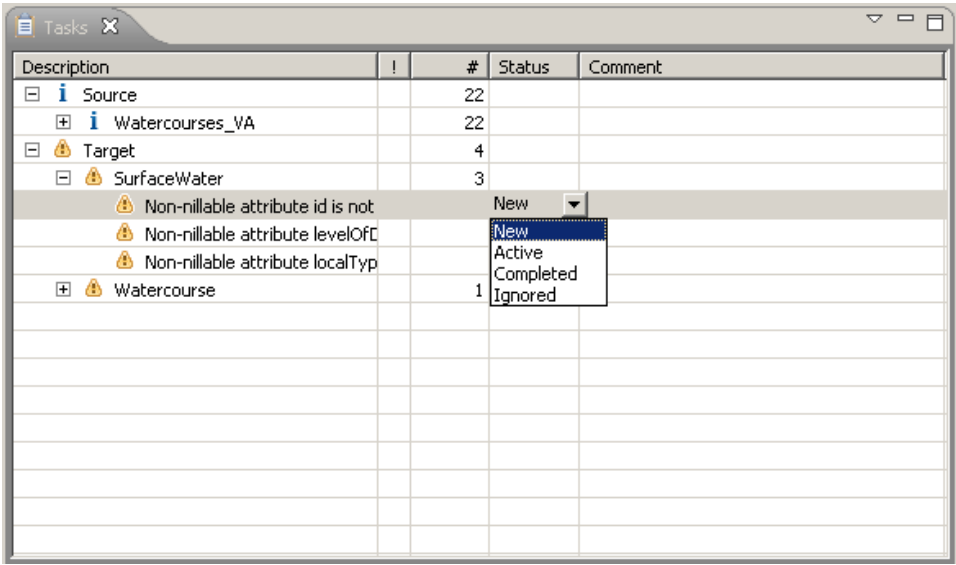 Tasks
Description ! # Status Comment
Source 22
Watercourses_VA 22
Target 4
SurfaceWater 3
Non-nillable attribute id is not New
Non-nillable attribute levelOfD New
Non-nillable attribute localTyp Active
Completed
Watercourse 1 Ignored